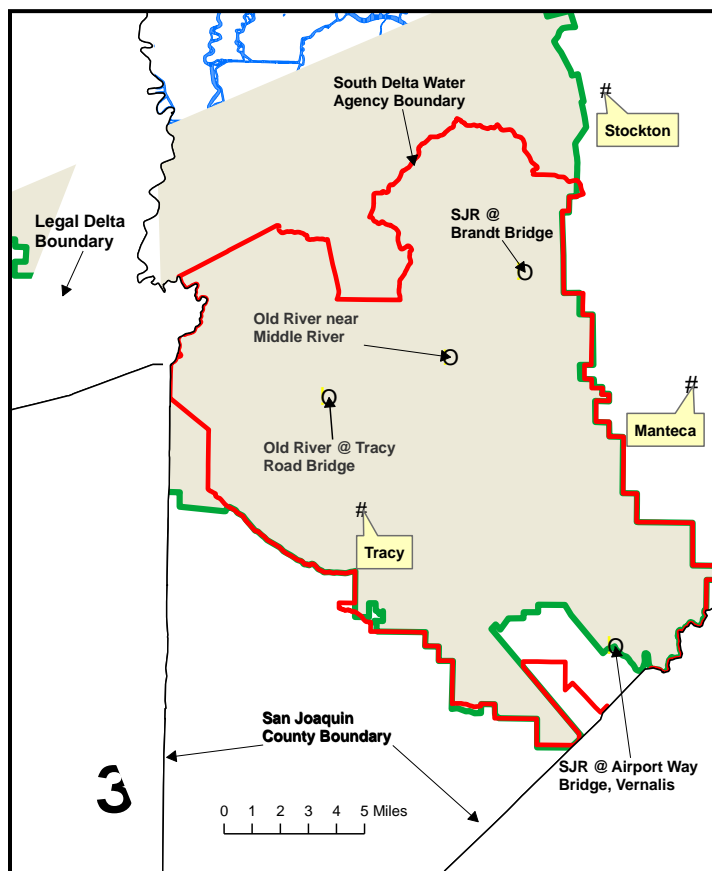 South Delta Water
Agency Boundary
#
Stockton
Legal Delta
Boundary
SJR @
Brandt Bridge
Old River near
Middle River
#
Manteca
Old River @ Tracy
Road Bridge
#
Tracy
San Joaquin
County Boundary
3
SJR @ Airport Way
Bridge, Vernalis
0 1 2 3 4 5 Miles